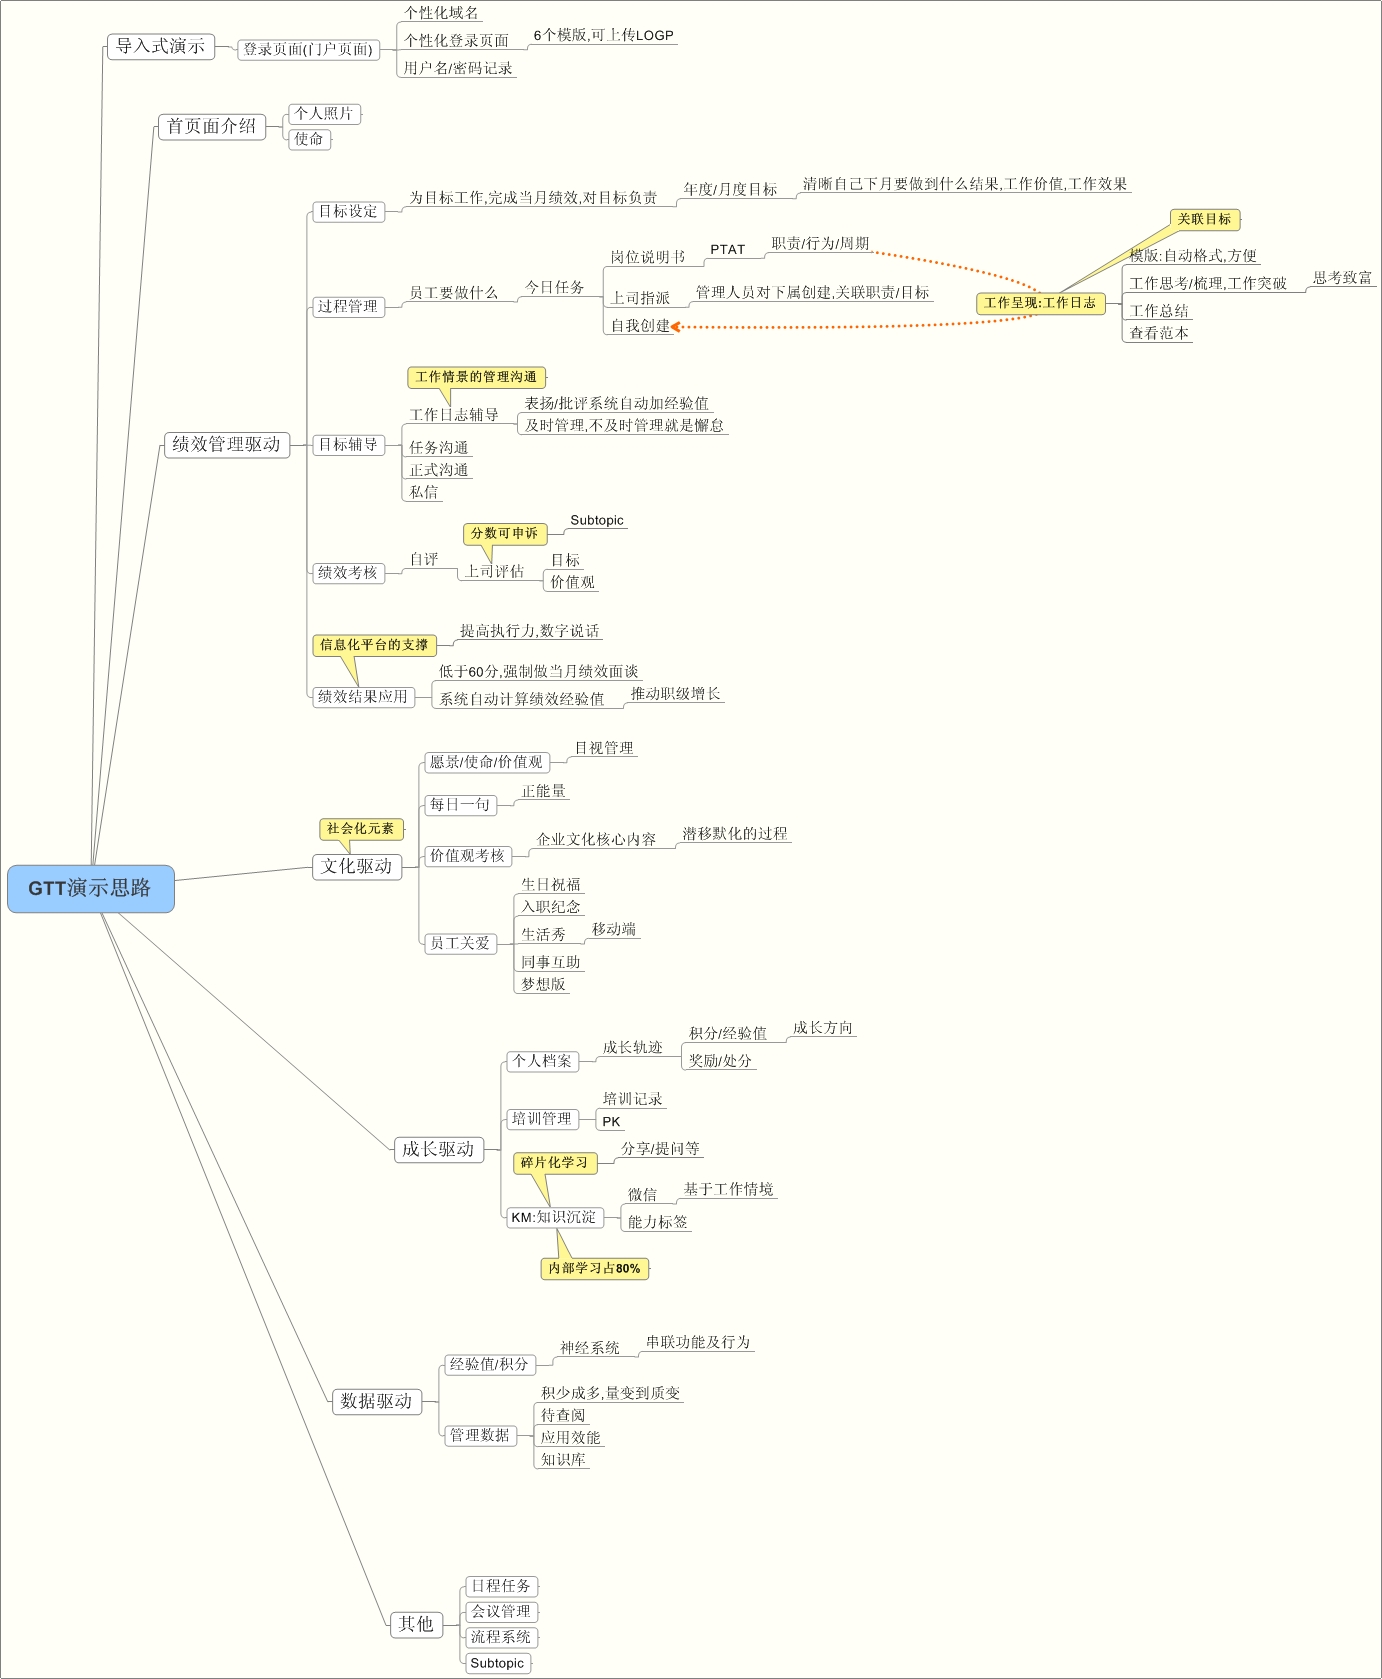 GTT演示思路
导入式演示
登录页面(门户页面)
个性化域名
个性化登录页面
6个模版,可上传LOGP
用户名/密码记录
首页面介绍
个人照片
使命
绩效管理驱动
目标设定
为目标工作,完成当月绩效,对目标负责
年度/月度目标
清晰自己下月要做到什么结果,工作价值,工作效果
过程管理
员工要做什么
今日任务
岗位说明书
PTAT
职责/行为/周期
上司指派
管理人员对下属创建,关联职责/目标
自我创建
关联目标
工作呈现:工作日志
模版:自动格式,方便
工作思考/梳理,工作突破
思考致富
工作总结
查看范本
目标辅导
工作情景的管理沟通
工作日志辅导
表扬/批评系统自动加经验值
及时管理,不及时管理就是懈怠
任务沟通
正式沟通
私信
绩效考核
自评
分数可申诉
Subtopic
上司评估
目标
价值观
信息化平台的支撑
提高执行力,数字说话
绩效结果应用
低于60分,强制做当月绩效面谈
系统自动计算绩效经验值
推动职级增长
社会化元素
文化驱动
愿景/使命/价值观
目视管理
每日一句
正能量
价值观考核
企业文化核心内容
潜移默化的过程
员工关爱
生日祝福
入职纪念
生活秀
移动端
同事互助
梦想版
成长驱动
个人档案
成长轨迹
积分/经验值
成长方向
奖励/处分
培训管理
培训记录
PK
碎片化学习
分享/提问等
KM:知识沉淀
微信
基于工作情境
能力标签
内部学习占80%
数据驱动
经验值/积分
神经系统
串联功能及行为
管理数据
积少成多,量变到质变
待查阅
应用效能
知识库
其他
日程任务
会议管理
流程系统
Subtopic